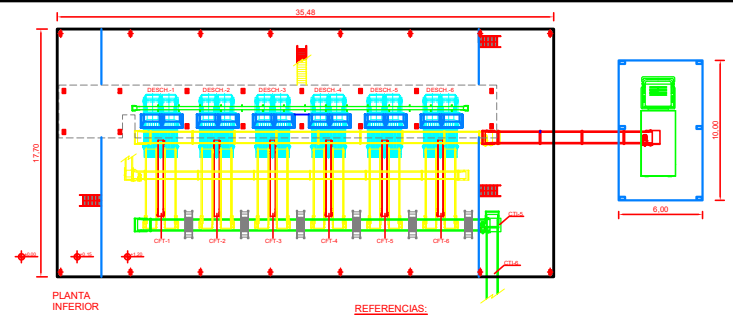 35,48
DESCH.-1 DESCH.-2 DESCH.-3 DESCH.-4 DESCH.-5 DESCH.-6
17,70
10,00
6,00
CTI-5
CFT-1 CFT-2 CFT-3 CFT-4 CFT-5 CFT-6
CTI-6
PLANTA
INFERIOR
REFERENCIAS: